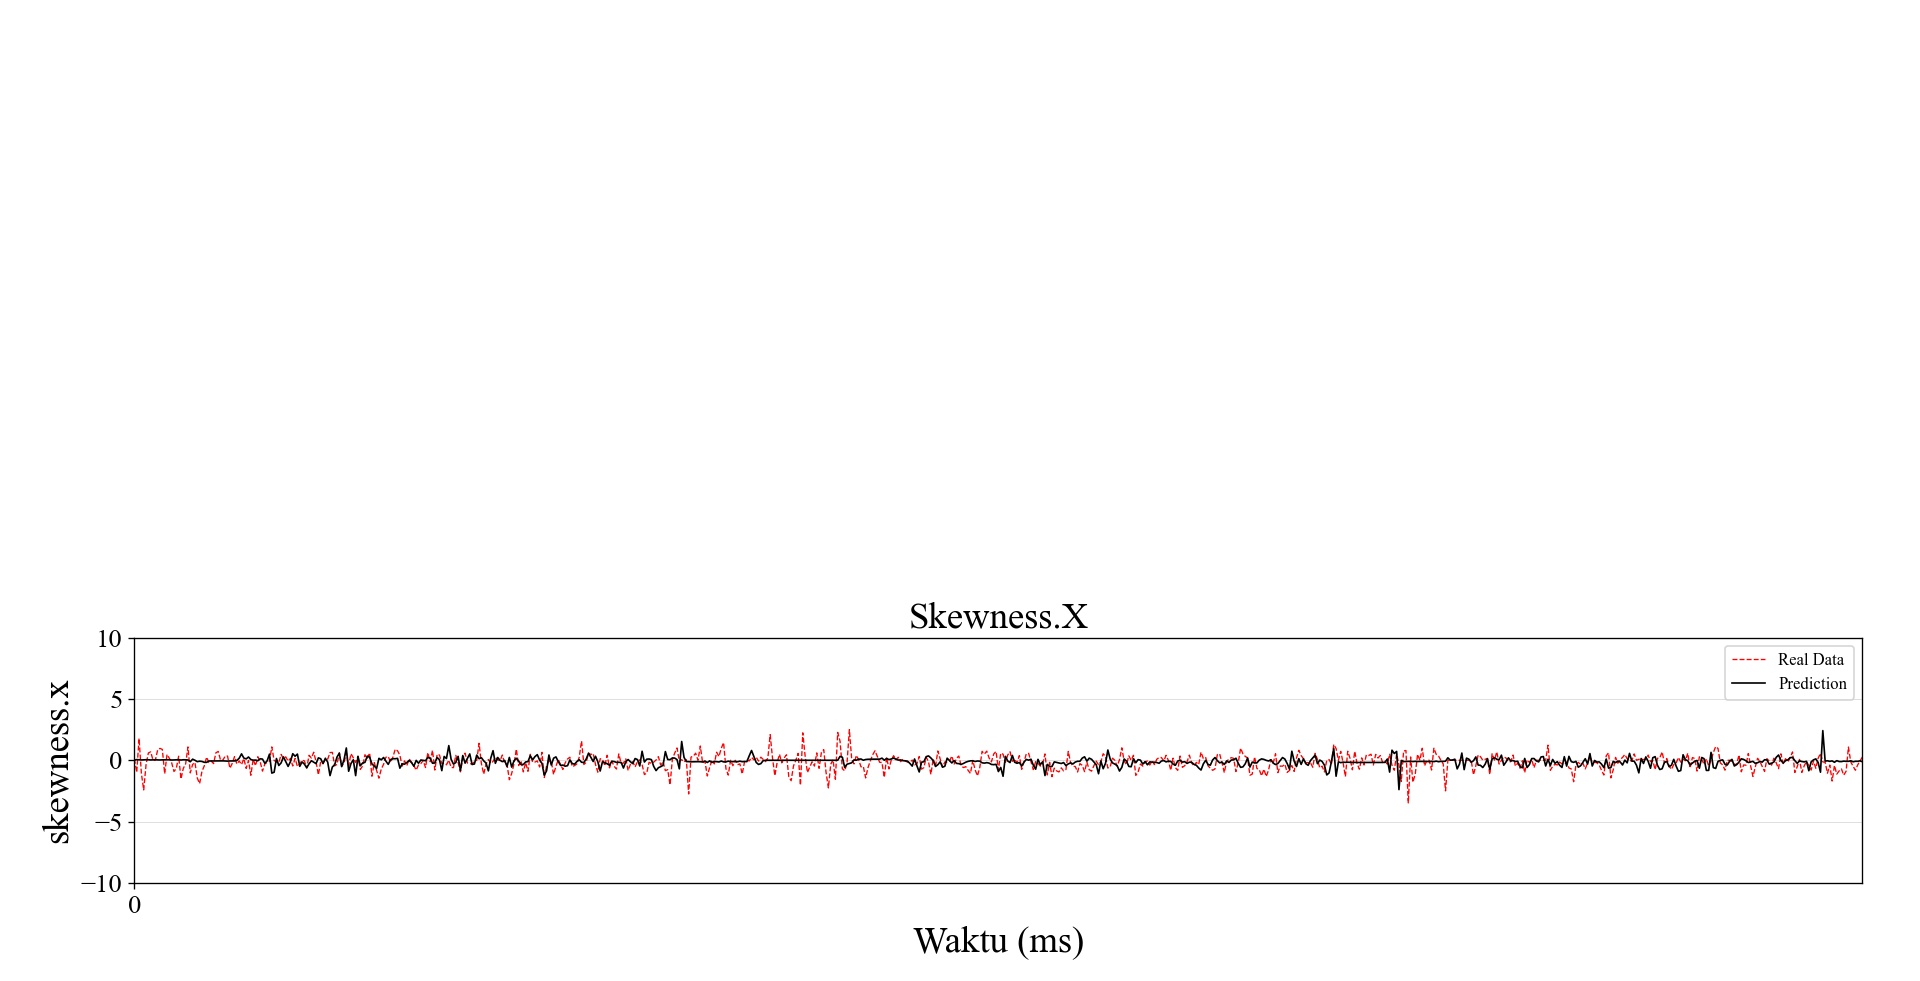 Skewness.X
10
5
0
−5
−10
skewness.x
Real Data
Prediction
0
Waktu (ms)